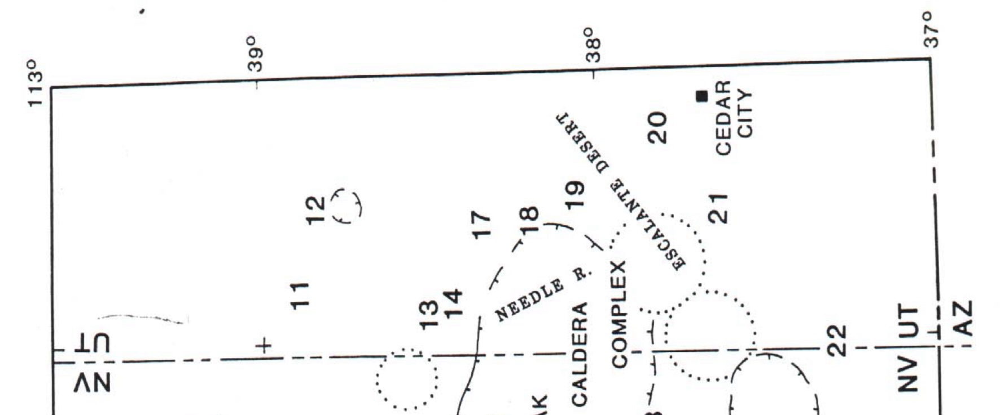 113°
39°
38°
37°
CEDAR
CITY
20
ESCALANTE DESERT
19
21
12
18
17
NEEDLE R.
11
14
13
CALDERA
COMPLEX
22
UT
NV
UT
NV
AZ
AK